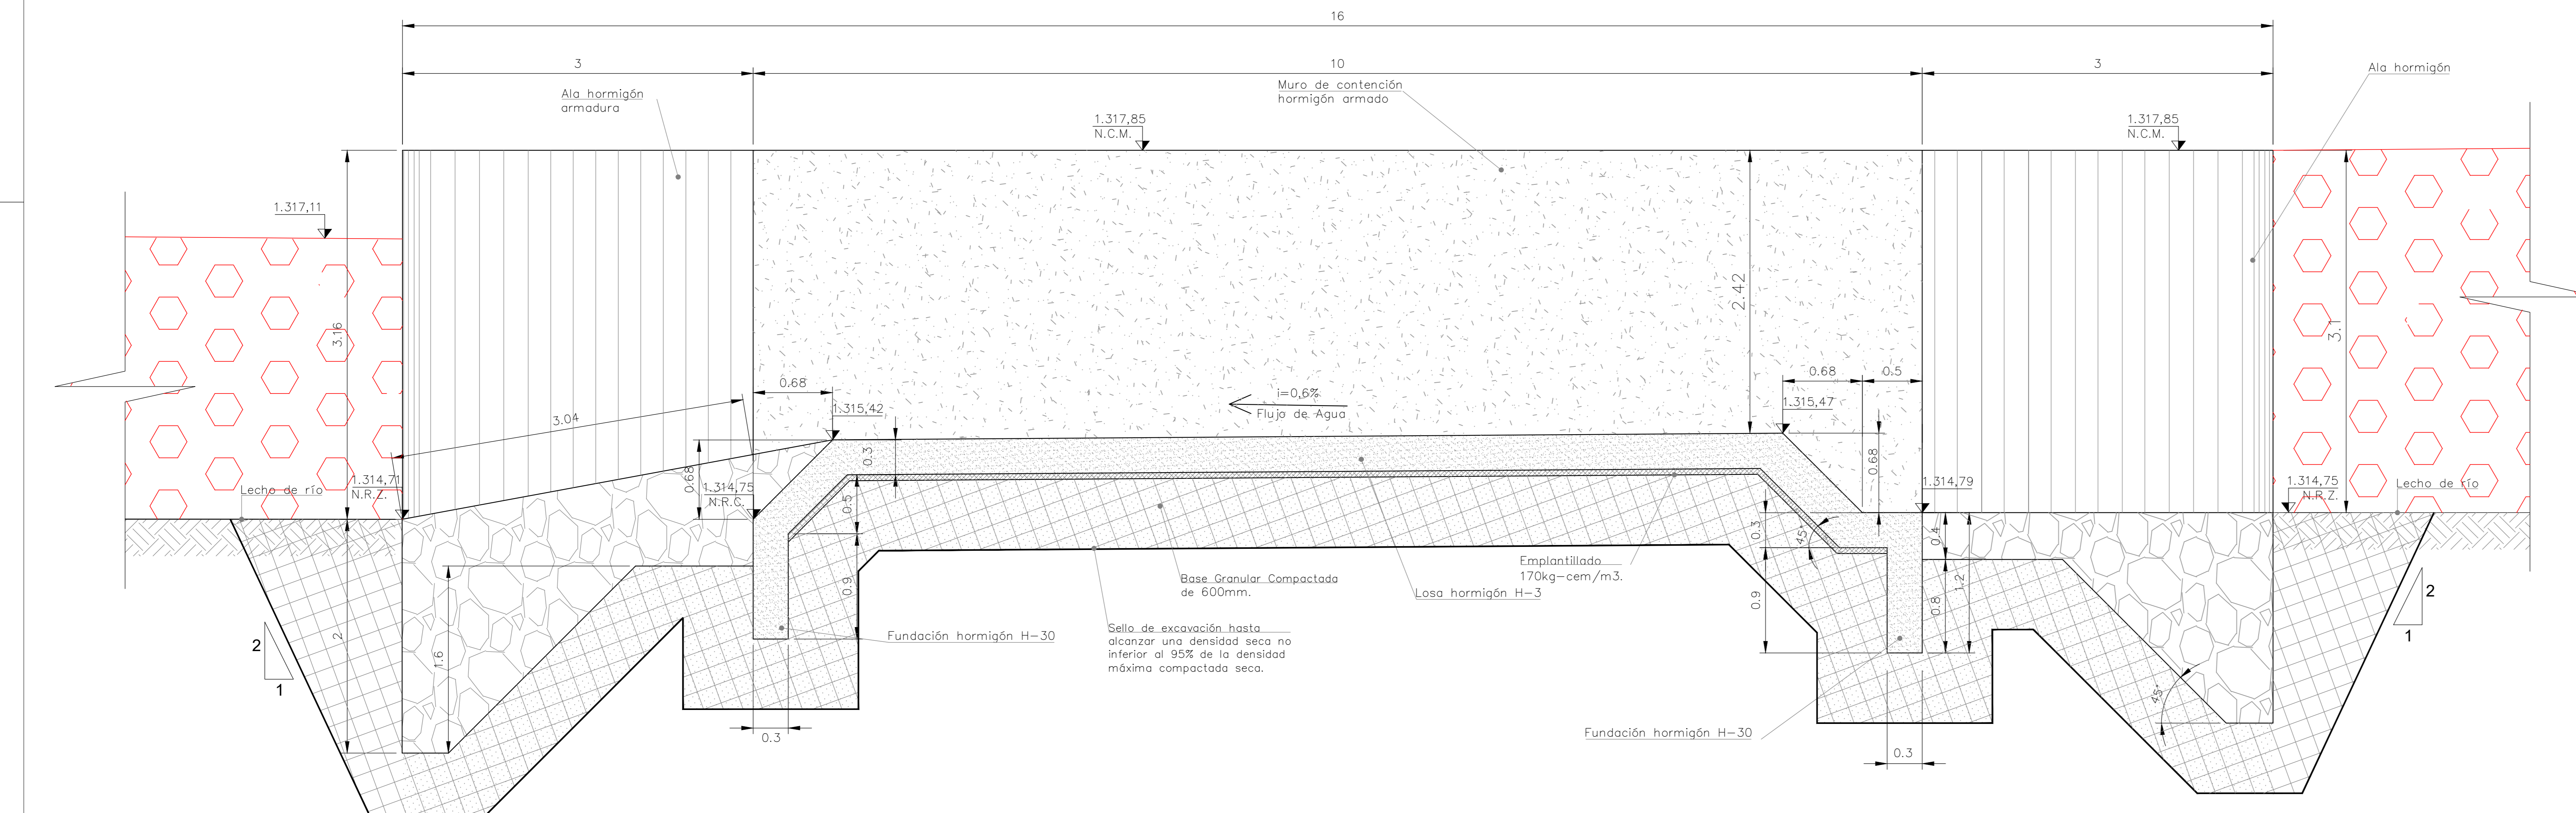 16
3
10
3
Ala hormigón
armadura
Muro de contención
hormigón armado
Ala hormigón
1.317,85
N.C.M.
1.317,85
N.C.M.
1.317,11
3.16
2.42
3.1
0.68
0.68
0.5
i=0,6%
Flujo de Agua
1.315,42
1.315,47
3.04
0.3
0.68
0.68
1.314,71
N.R.Z.
Lecho de río
1.314,75
N.R.C.
0.5
1.314,79
1.314,75
N.R.Z.
Lecho de río
0.3
45°
0.4
1.2
0.9
0.9
0.8
Emplantillado
170kg-cem/m3.
Base Granular Compactada
de 600mm.
Losa hormigón H-3
2
1
2
1
2
1.6
Fundación hormigón H-30
Sello de excavación hasta
alcanzar una densidad seca no
inferior al 95% de la densidad
máxima compactada seca.
45°
0.3
Fundación hormigón H-30
0.3